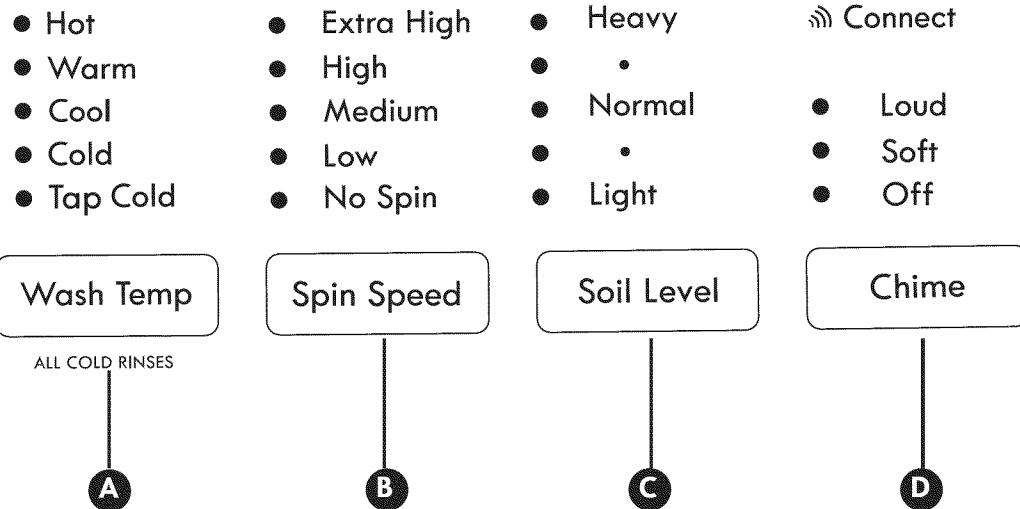 Hot
Warm
Cool
Cold
Tap Cold
Wash Temp
ALL COLD RINSES
A
Extra High
High
Medium
Low
No Spin
Spin Speed
B
Heavy
Normal
Light
Soil Level
C
Connect
Loud
Soft
Off
Chime
D